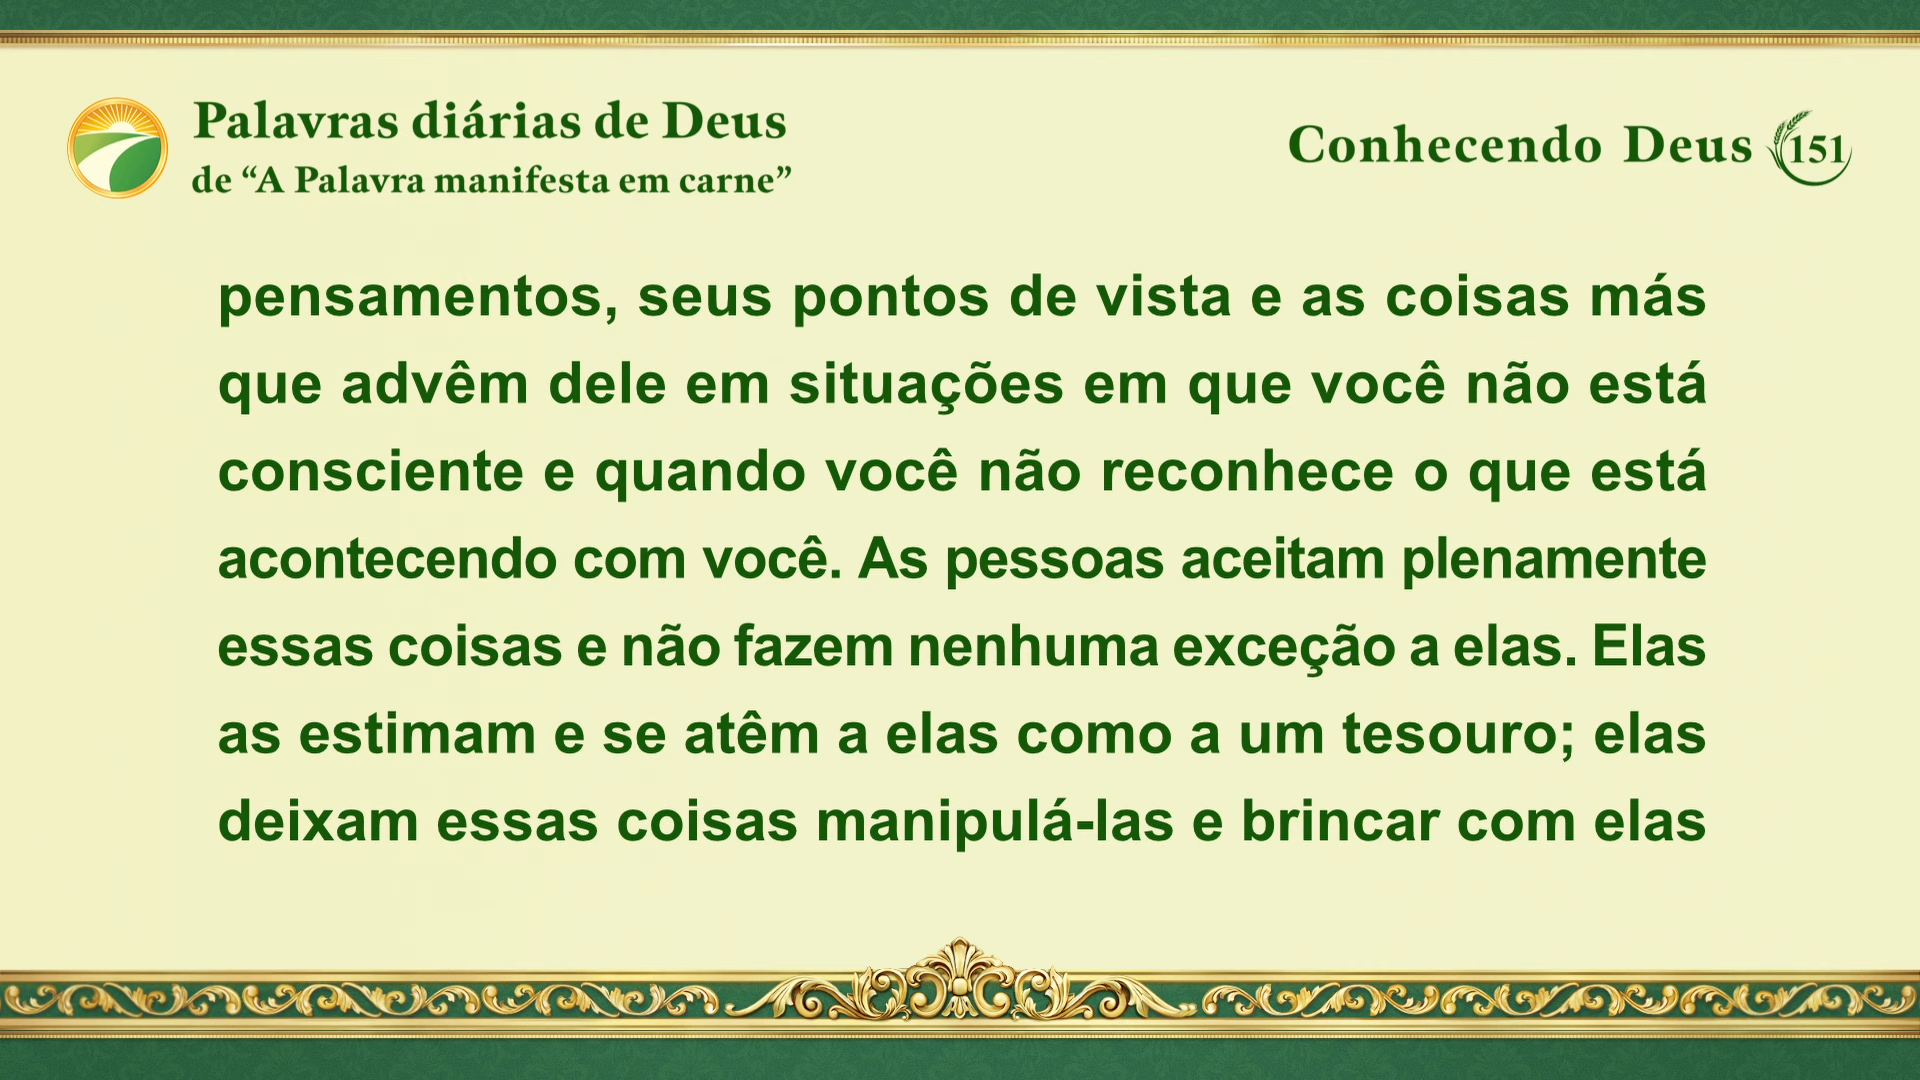 Palavras diárias de Deus
de “A Palavra manifesta em carne”
Conhecendo Deus 151
pensamentos, seus pontos de vista e as coisas más
que advêm dele em situações em que você não está
consciente e quando você não reconhece o que está
acontecendo com você. As pessoas aceitam plenamente
essas coisas e não fazem nenhuma exceção a elas. Elas
as estimam e se atêm a elas como a um tesouro; elas
deixam essas coisas manipulá-las e brincar com elas